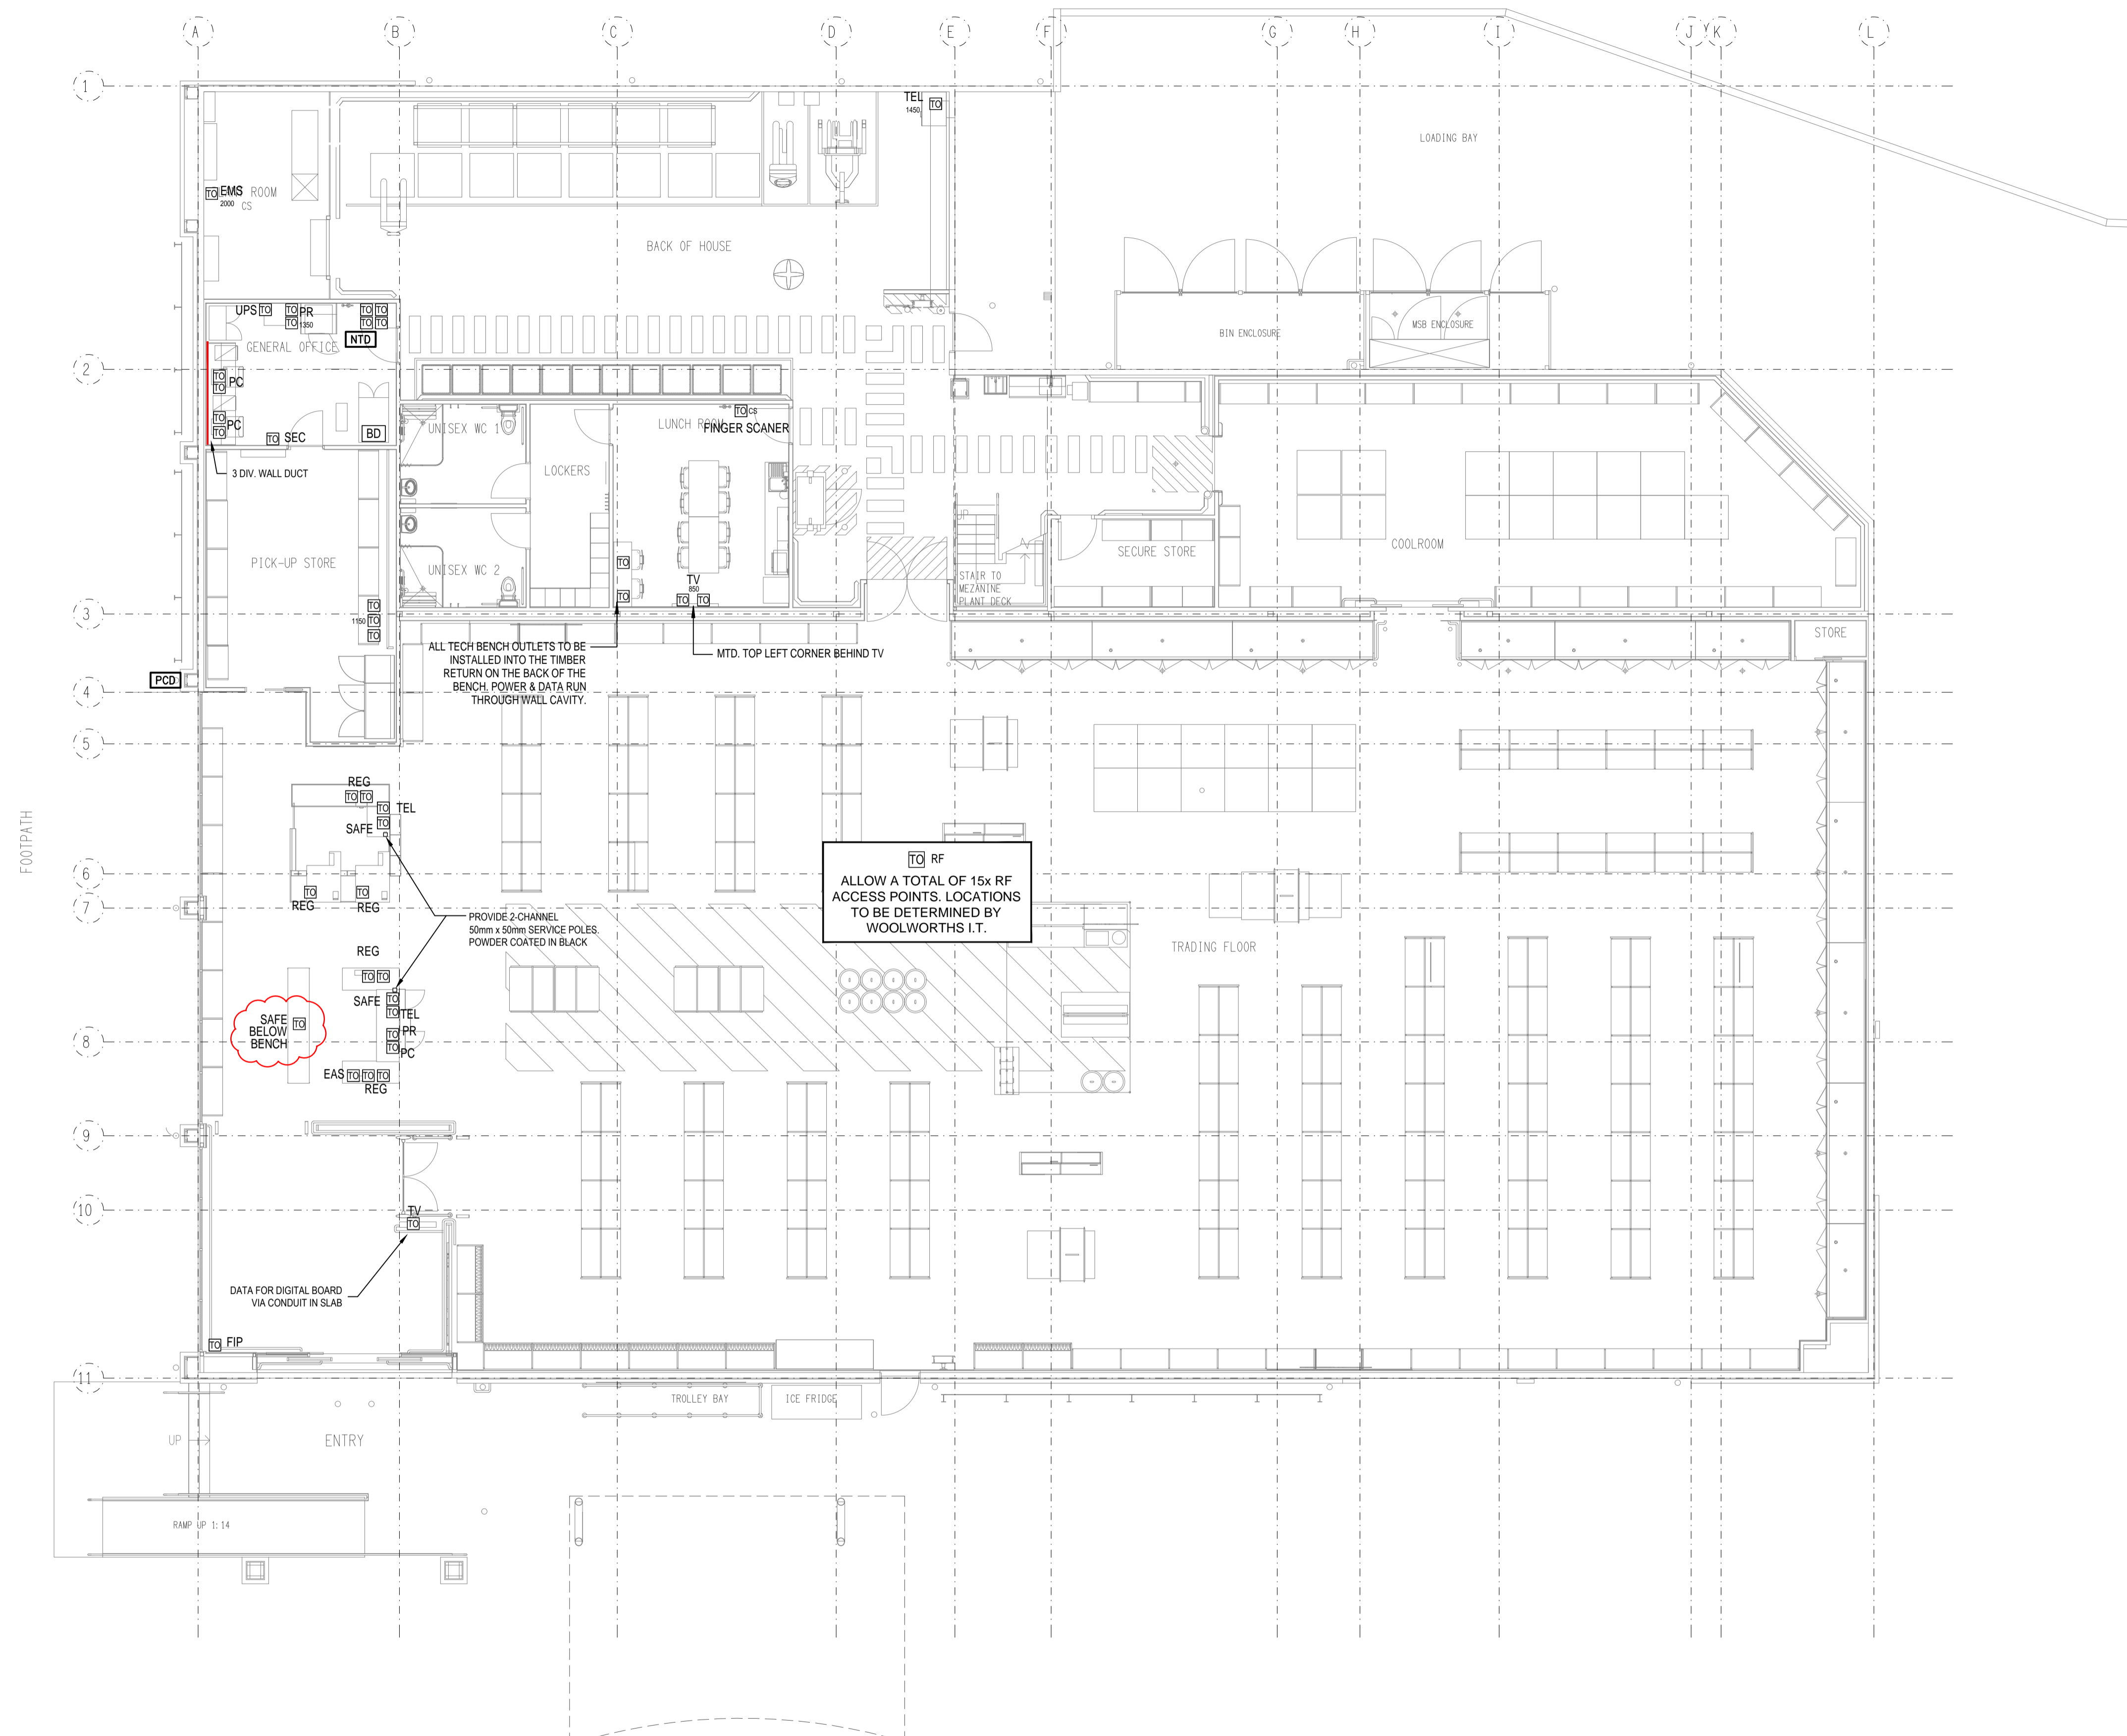 A
B
C
D
E
F
G
H
I
J
K
L
1
TEL
TO
1450
LOADING BAY
TO
EMS
ROOM
2000
CS
BACK OF HOUSE
UPS
TO
TO
PR
TO
1350
TO
TO
TO
TO
NTD
GENERAL OFFICE
BIN ENCLOSURE
MSB ENCLOSURE
2
TO
PC
TO
TO
PC
TO
TO
SEC
BD
3 DIV. WALL DUCT
UNISEX WC 1
LOCKERS
LUNCH ROOM
TO
CS
FINGER SCANER
UP
SECURE STORE
COOLROOM
PICK-UP STORE
UNISEX WC 2
TO
TO
TV
850
TO
TO
STAIR TO
MEZANINE
PLANT DECK
3
TO
1150
TO
TO
STORE
ALL TECH BENCH OUTLETS TO BE
INSTALLED INTO THE TIMBER
RETURN ON THE BACK OF THE
BENCH. POWER & DATA RUN
THROUGH WALL CAVITY.
MTD. TOP LEFT CORNER BEHIND TV
PCD
4
5
FOOTPATH
REG
TO
TO
TO
TEL
SAFE
TO
6
TO
REG
TO
REG
7
TO
RF
ALLOW A TOTAL OF 15x RF
ACCESS POINTS. LOCATIONS
TO BE DETERMINED BY
WOOLWORTHS I.T.
PROVIDE 2-CHANNEL
50mm x 50mm SERVICE POLES.
POWDER COATED IN BLACK
TRADING FLOOR
REG
TO
TO
SAFE
TO
TO
TEL
SAFE
BELOW
BENCH
TO
TO
PR
TO
PC
8
EAS
TO
TO
TO
REG
9
10
TV
TO
DATA FOR DIGITAL BOARD
VIA CONDUIT IN SLAB
TO
FIP
11
TROLLEY BAY
ICE FRIDGE
UP
ENTRY
RAMP UP 1:14